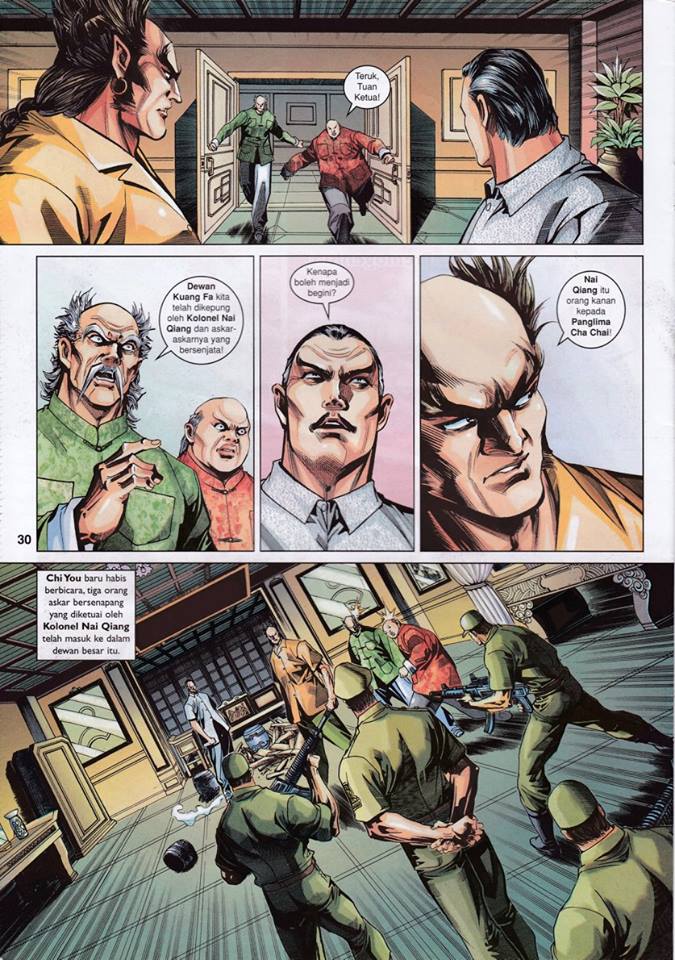 Teruk,
Tuan
Ketua!
Dewan
Kuang Fa kita
telah dikepung
oleh Kolonel Nai
Qiang dan askar-
askarnya yang
bersenjata!
Kenapa
boleh menjadi
begini?
Nai
Qiang itu
orang kanan
kepada
Panglima
Cha Chai!
30
Chi You baru habis
berbicara, tiga orang
askar bersenapang
yang diketuai oleh
Kolonel Nai Qiang
telah masuk ke dalam
dewan besar itu.